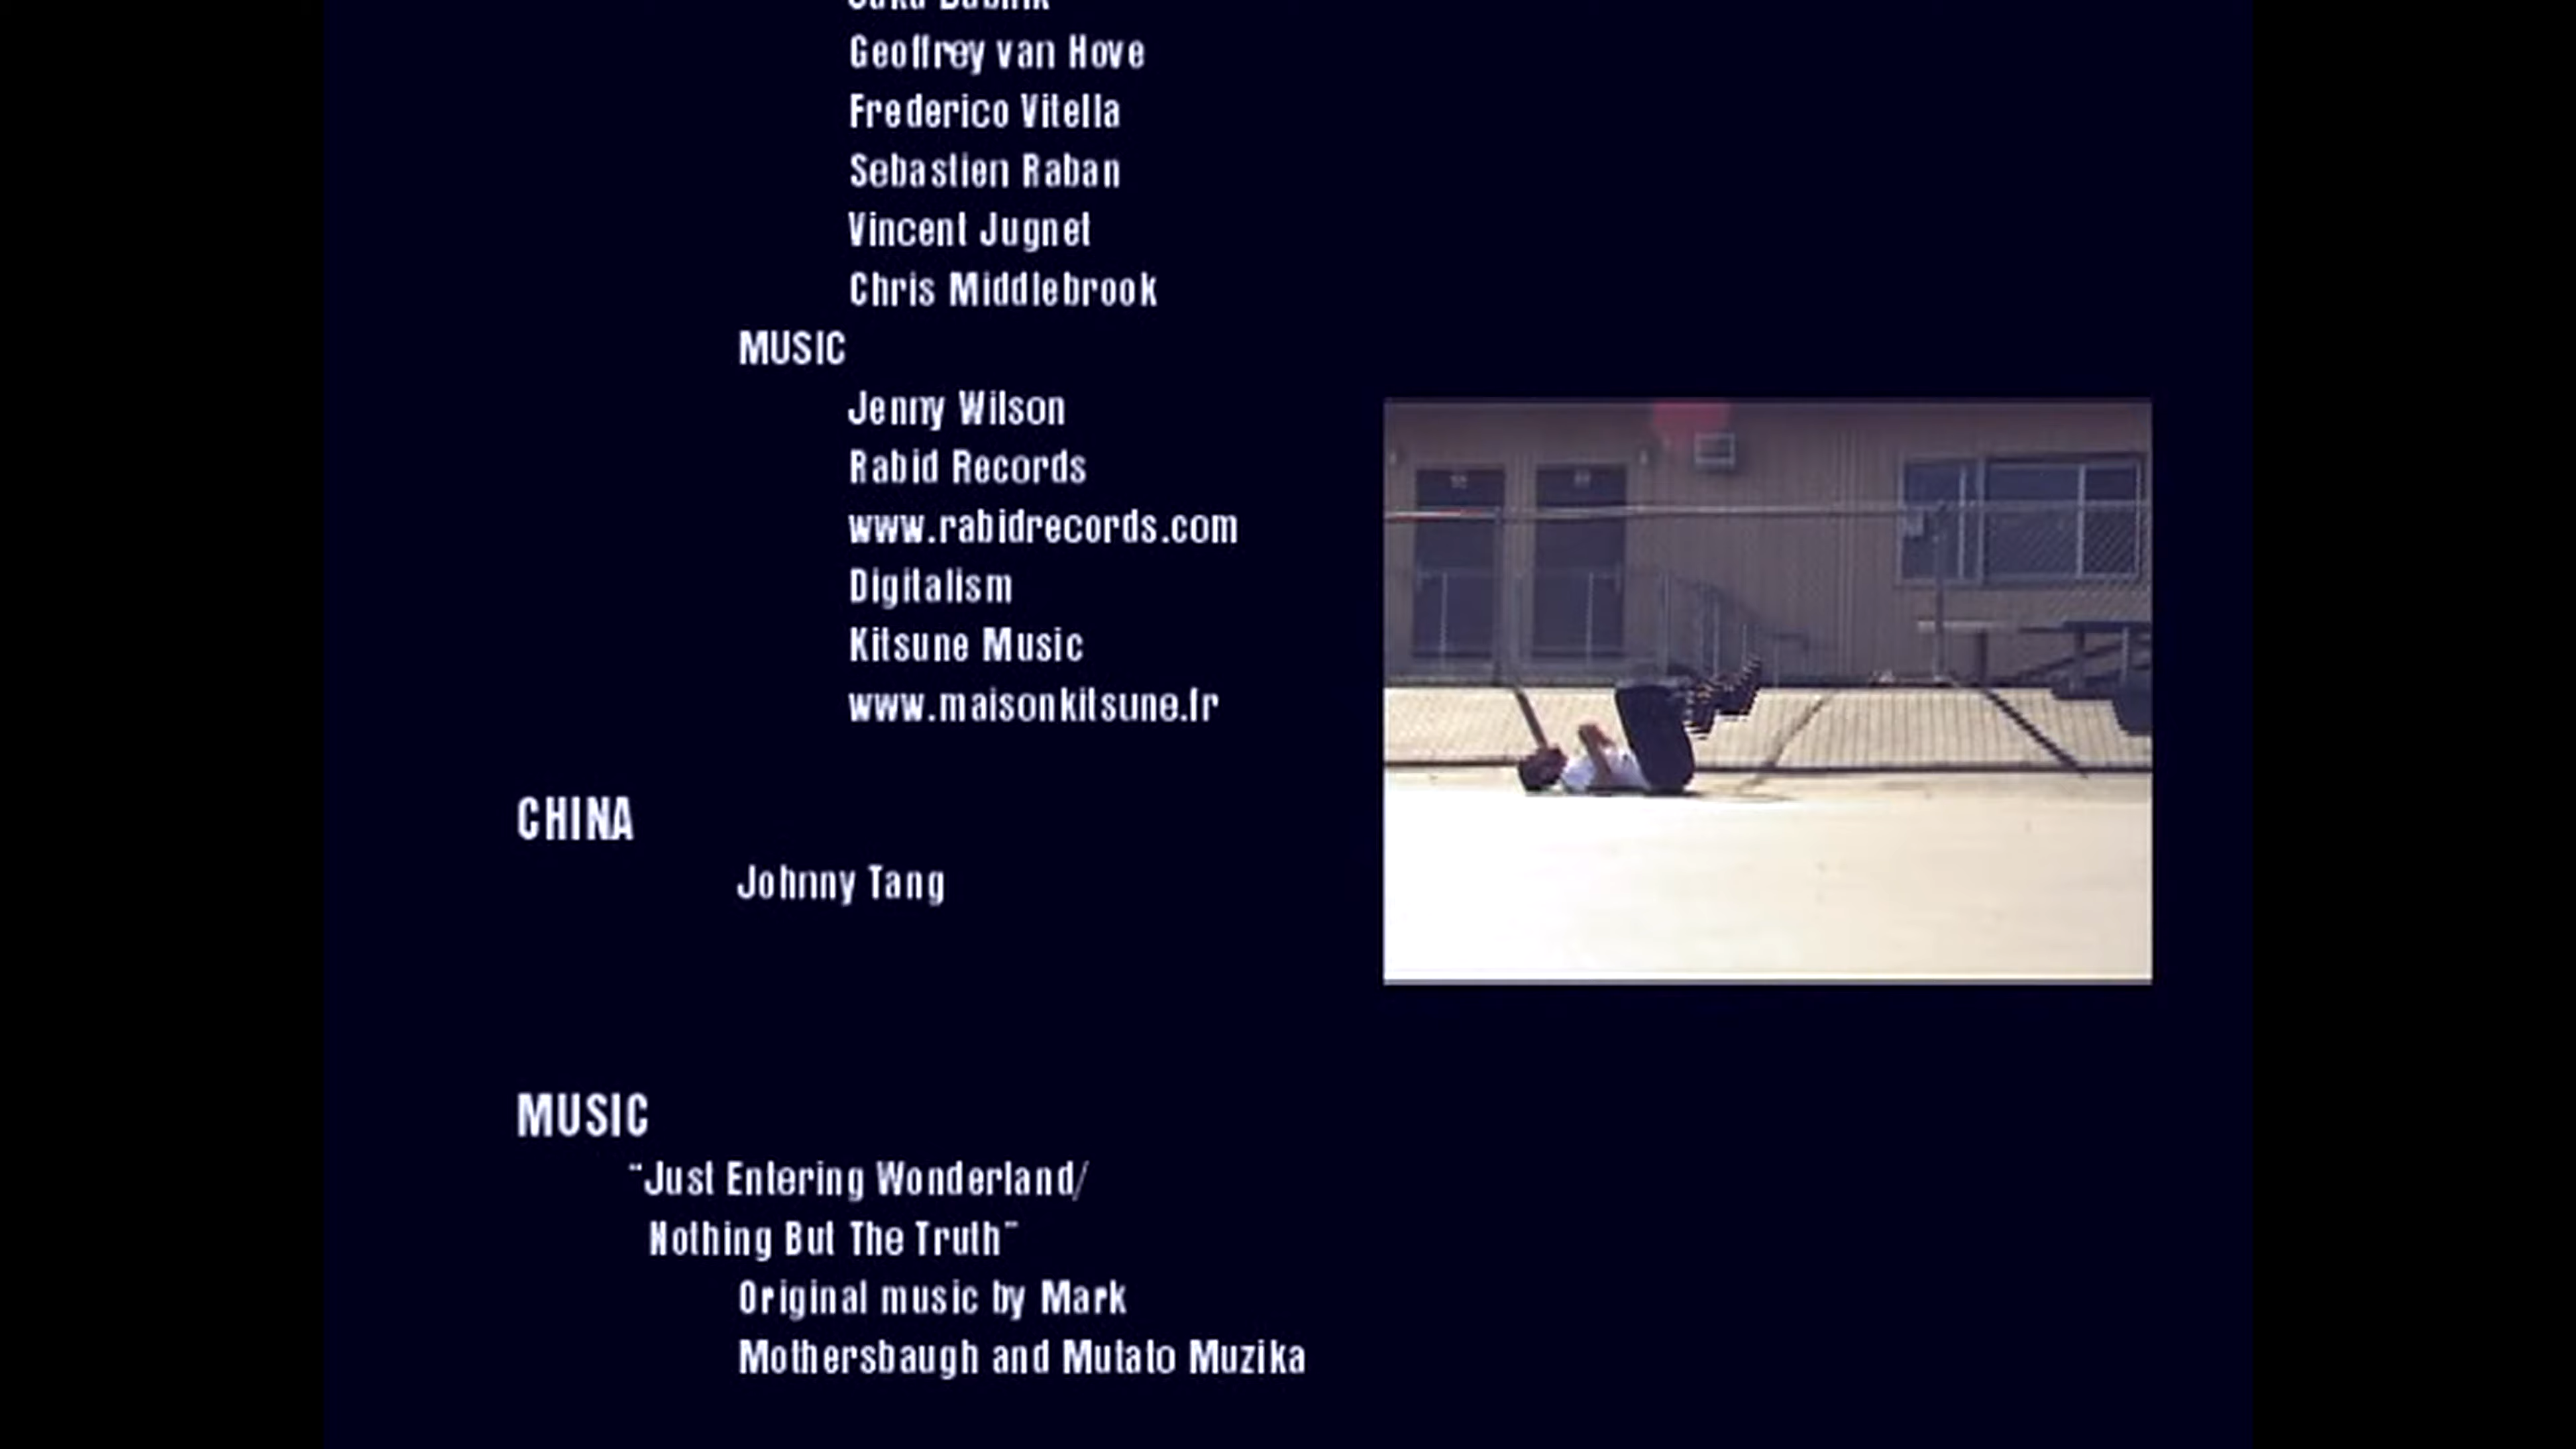 Geoffrey van Hove
Frederico Vitella
Sebastien Raban
Vincent Jugnet
Chris Middlebrook
MUSIC
Jenny Wilson
Rabid Records
www.rabidrecords.com
Digitalism
Kitsune Music
www.maisonkitsune.fr
CHINA
Johnny Tang
MUSIC
“Just Entering Wonderland/
Nothing But The Truth”
Original music by Mark
Mothersbaugh and Mutato Muzika